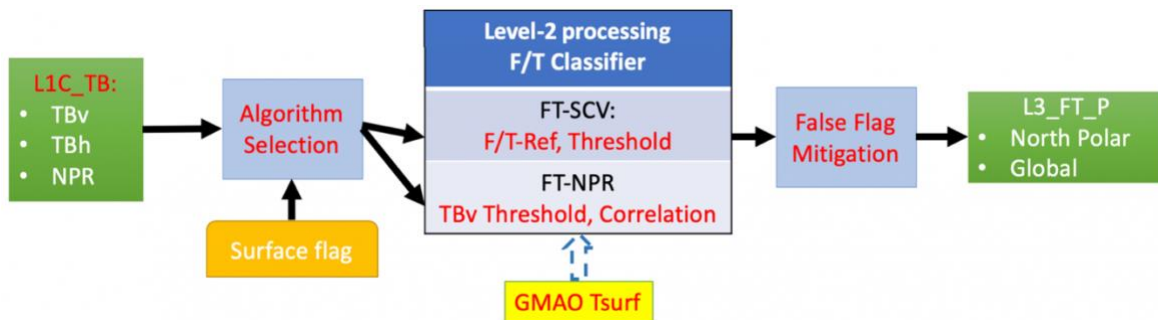 L1C_TB:
• TBv
• TBh
• NPR
Algorithm
Selection
Surface flag
Level-2 processing
F/T Classifier
FT-SCV:
F/T-Ref, Threshold
FT-NPR
TBv Threshold, Correlation
GMAO Tsurf
False Flag
Mitigation
L3_FT_P
• North Polar
• Global